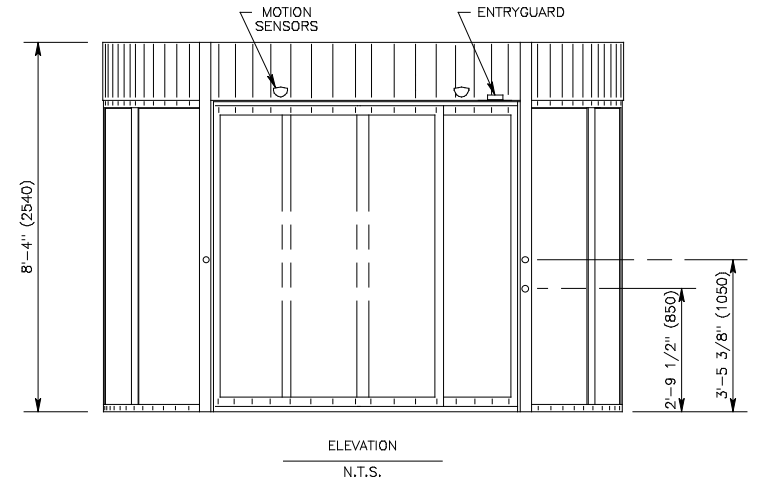 MOTION
SENSORS
ENTRYGUARD
8'-4" (2540)
2'-9 1/2" (850)
3'-5 3/8" (1050)
ELEVATION
N.T.S.